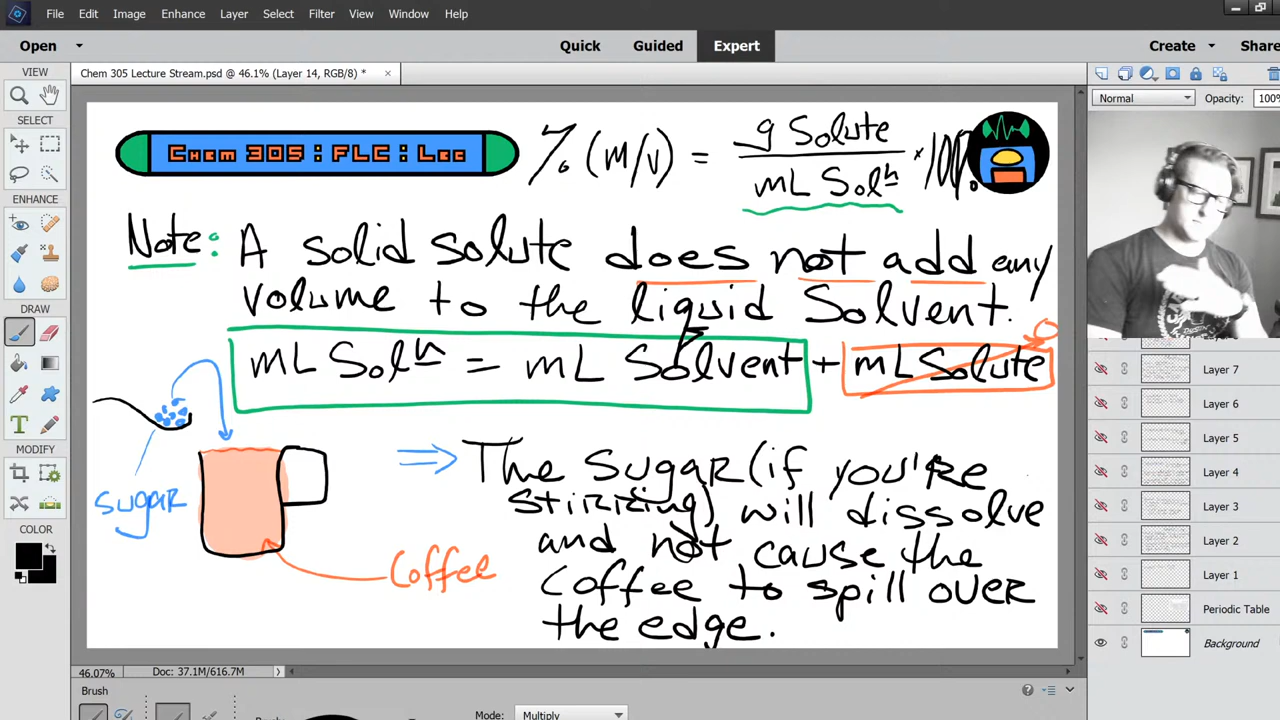 File Edit Image Enhance Layer Select Filter View Window Help
Open Quick Guided Expert Create Share
Chem 305 Lecture Stream.psd @ 46.1% (Layer 14, RGB/8) * ×
VIEW
SELECT
ENHANCE
DRAW
MODIFY
COLOR
Normal Opacity: 100%
Chem 305 : FLC : Lec
% (m/v) = g Solute / mL Solⁿ × 100%
Note: A solid solute does not add any
volume to the liquid Solvent.
mL Solⁿ = mL Solvent + mL Solute
O
sugar
Coffee
⇒ The sugar (if you're
stirring) will dissolve
and not cause the
Coffee to spill over
the edge.
Layer 7
Layer 6
Layer 5
Layer 4
Layer 3
Layer 2
Layer 1
Periodic Table
Background
46.07% Doc: 37.1M/616.7M
Brush
Mode: Multiply